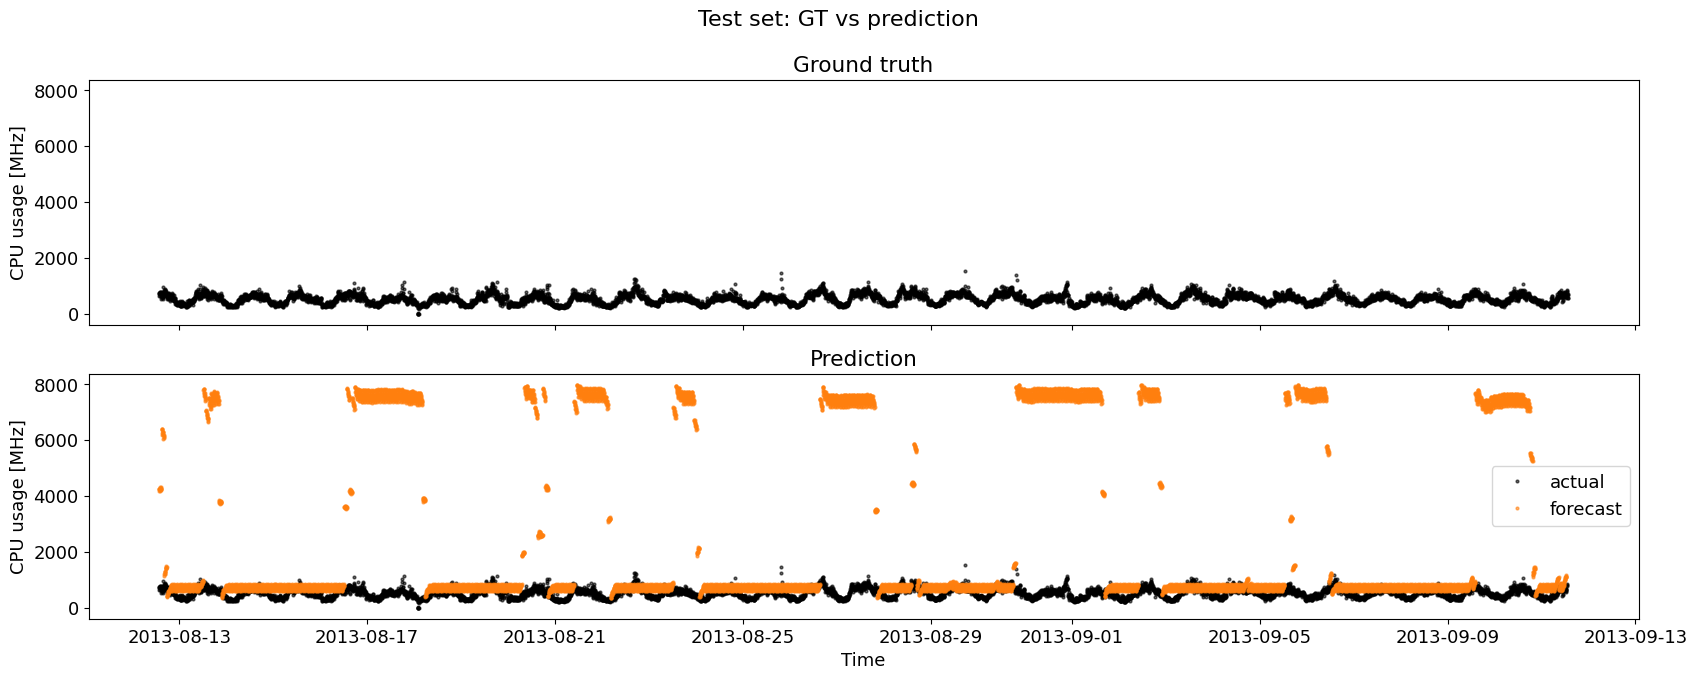 Test set: GT vs prediction
Ground truth
CPU usage [MHz]
8000
6000
4000
2000
0
Prediction
CPU usage [MHz]
8000
6000
4000
2000
0
actual
forecast
2013-08-13 2013-08-17 2013-08-21 2013-08-25 2013-08-29 2013-09-01 2013-09-05 2013-09-09 2013-09-13
Time